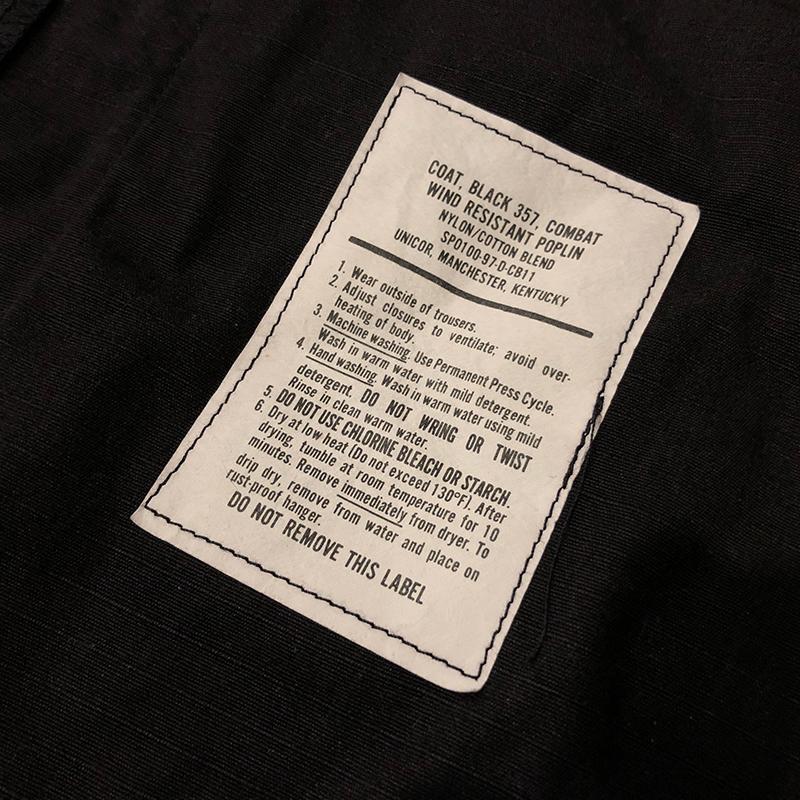 COAT, BLACK 357, COMBAT
WIND RESISTANT POPLIN
NYLON/COTTON BLEND
SPO100-97-D-CB11
UNICOR, MANCHESTER, KENTUCKY
1. Wear outside of trousers.
2. Adjust closures to ventilate; avoid over-
heating of body.
3. Machine washing. Use Permanent Press Cycle.
Wash in warm water with mild detergent.
4. Hand washing. Wash in warm water using mild
detergent. DO NOT WRING OR TWIST
Rinse in clean warm water.
5. DO NOT USE CHLORINE BLEACH OR STARCH.
6. Dry at low heat (Do not exceed 130°F). After
drying, tumble at room temperature for 10
minutes. Remove immediately from dryer. To
drip dry, remove from water and place on
rust-proof hanger.
DO NOT REMOVE THIS LABEL